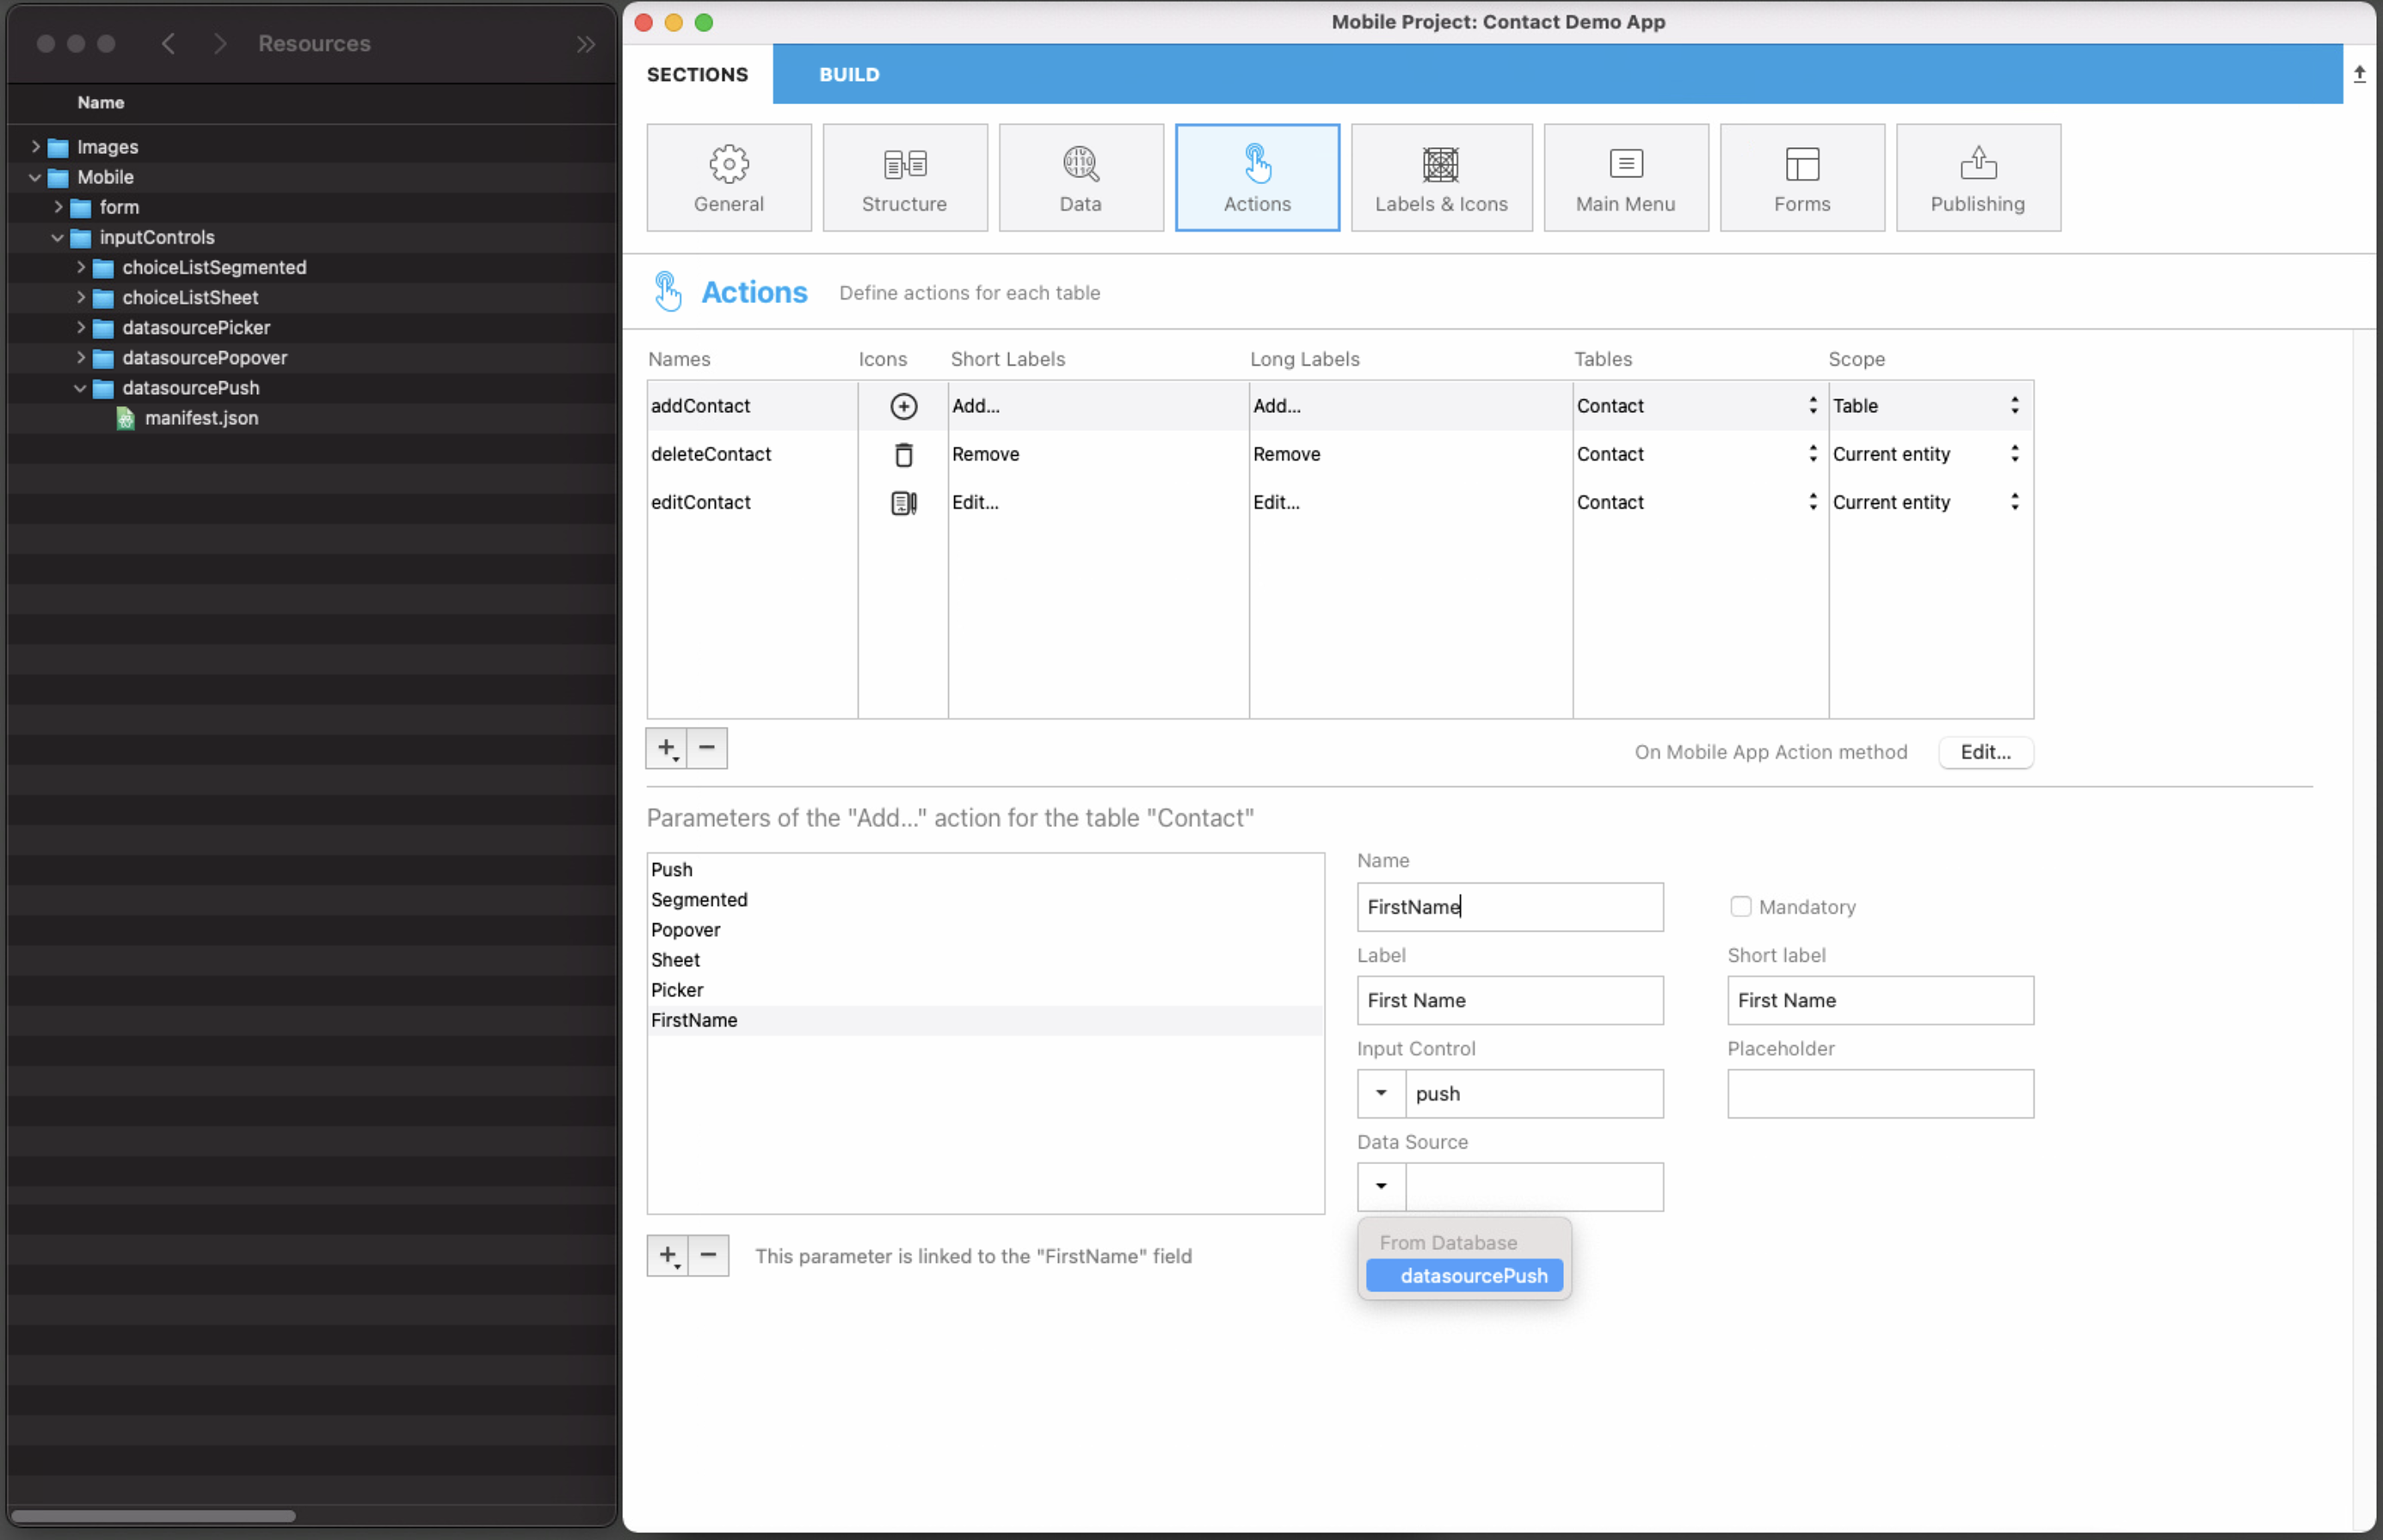 Resources
Name
Images
Mobile
form
inputControls
choiceListSegmented
choiceListSheet
datasourcePicker
datasourcePopover
datasourcePush
manifest.json
Mobile Project: Contact Demo App
SECTIONS BUILD
General Structure Data Actions Labels & Icons Main Menu Forms Publishing
Actions Define actions for each table
Names Icons Short Labels Long Labels Tables Scope
addContact Add... Add... Contact Table
deleteContact Remove Remove Contact Current entity
editContact Edit... Edit... Contact Current entity
+ − On Mobile App Action method Edit...
Parameters of the "Add..." action for the table "Contact"
Push
Segmented
Popover
Sheet
Picker
FirstName
+ − This parameter is linked to the "FirstName" field
Name
FirstName Mandatory
Label Short label
First Name First Name
Input Control Placeholder
push
Data Source
From Database
datasourcePush